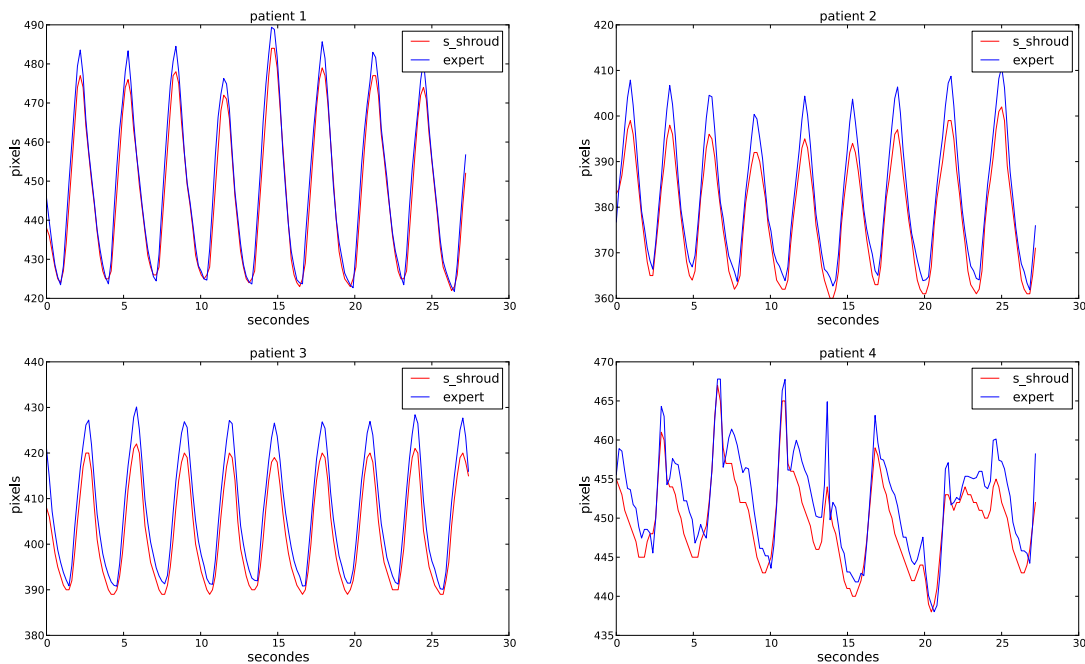 patient 1
490
480
470
460
450
440
430
420
pixels
s_shroud
expert
0 5 10 15 20 25 30
secondes
patient 2
420
410
400
390
380
370
360
pixels
s_shroud
expert
0 5 10 15 20 25 30
secondes
patient 3
440
430
420
410
400
390
380
pixels
s_shroud
expert
0 5 10 15 20 25 30
secondes
patient 4
470
465
460
455
450
445
440
435
pixels
s_shroud
expert
0 5 10 15 20 25 30
secondes